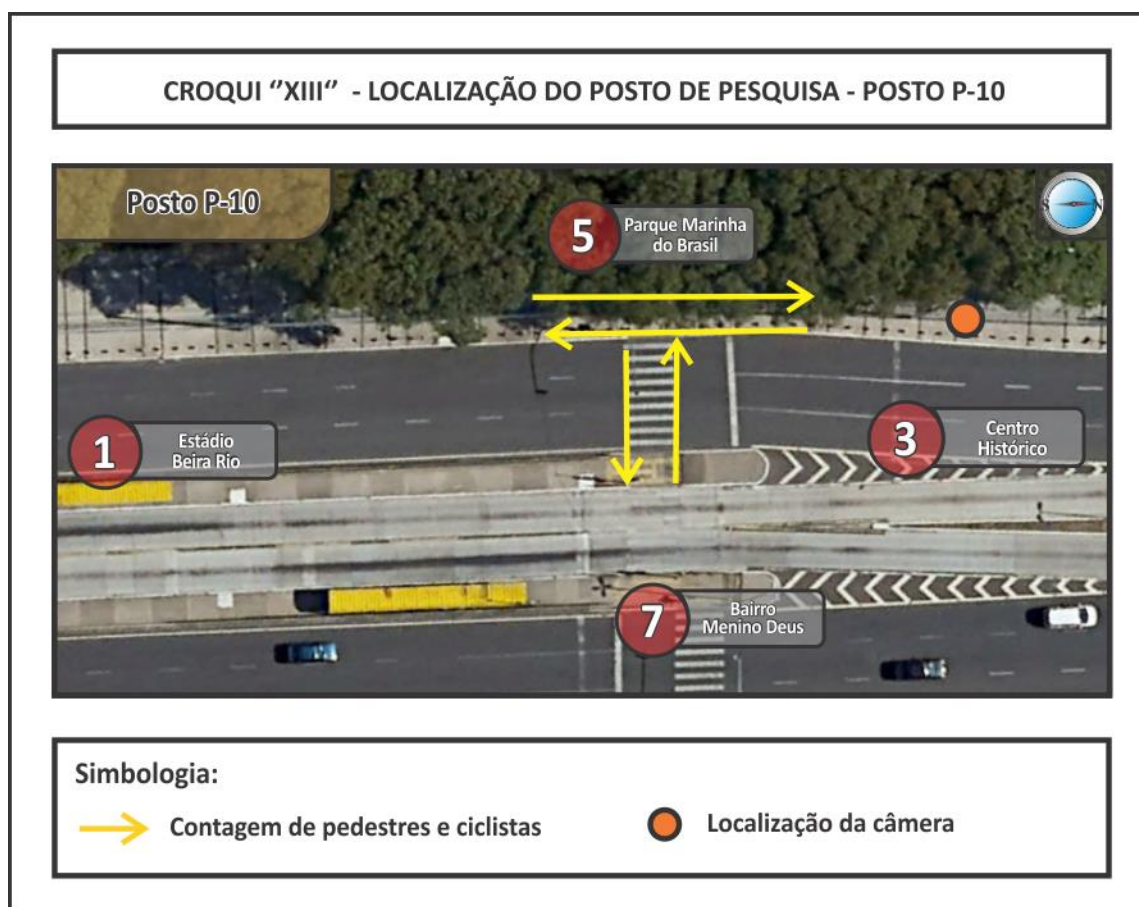 CROQUI “XIII“ - LOCALIZAÇÃO DO POSTO DE PESQUISA - POSTO P-10
Posto P-10
5
Parque Marinha
do Brasil
S N
1
Estádio
Beira Rio
3
Centro
Histórico
7
Bairro
Menino Deus
Simbologia:
Contagem de pedestres e ciclistas
Localização da câmera